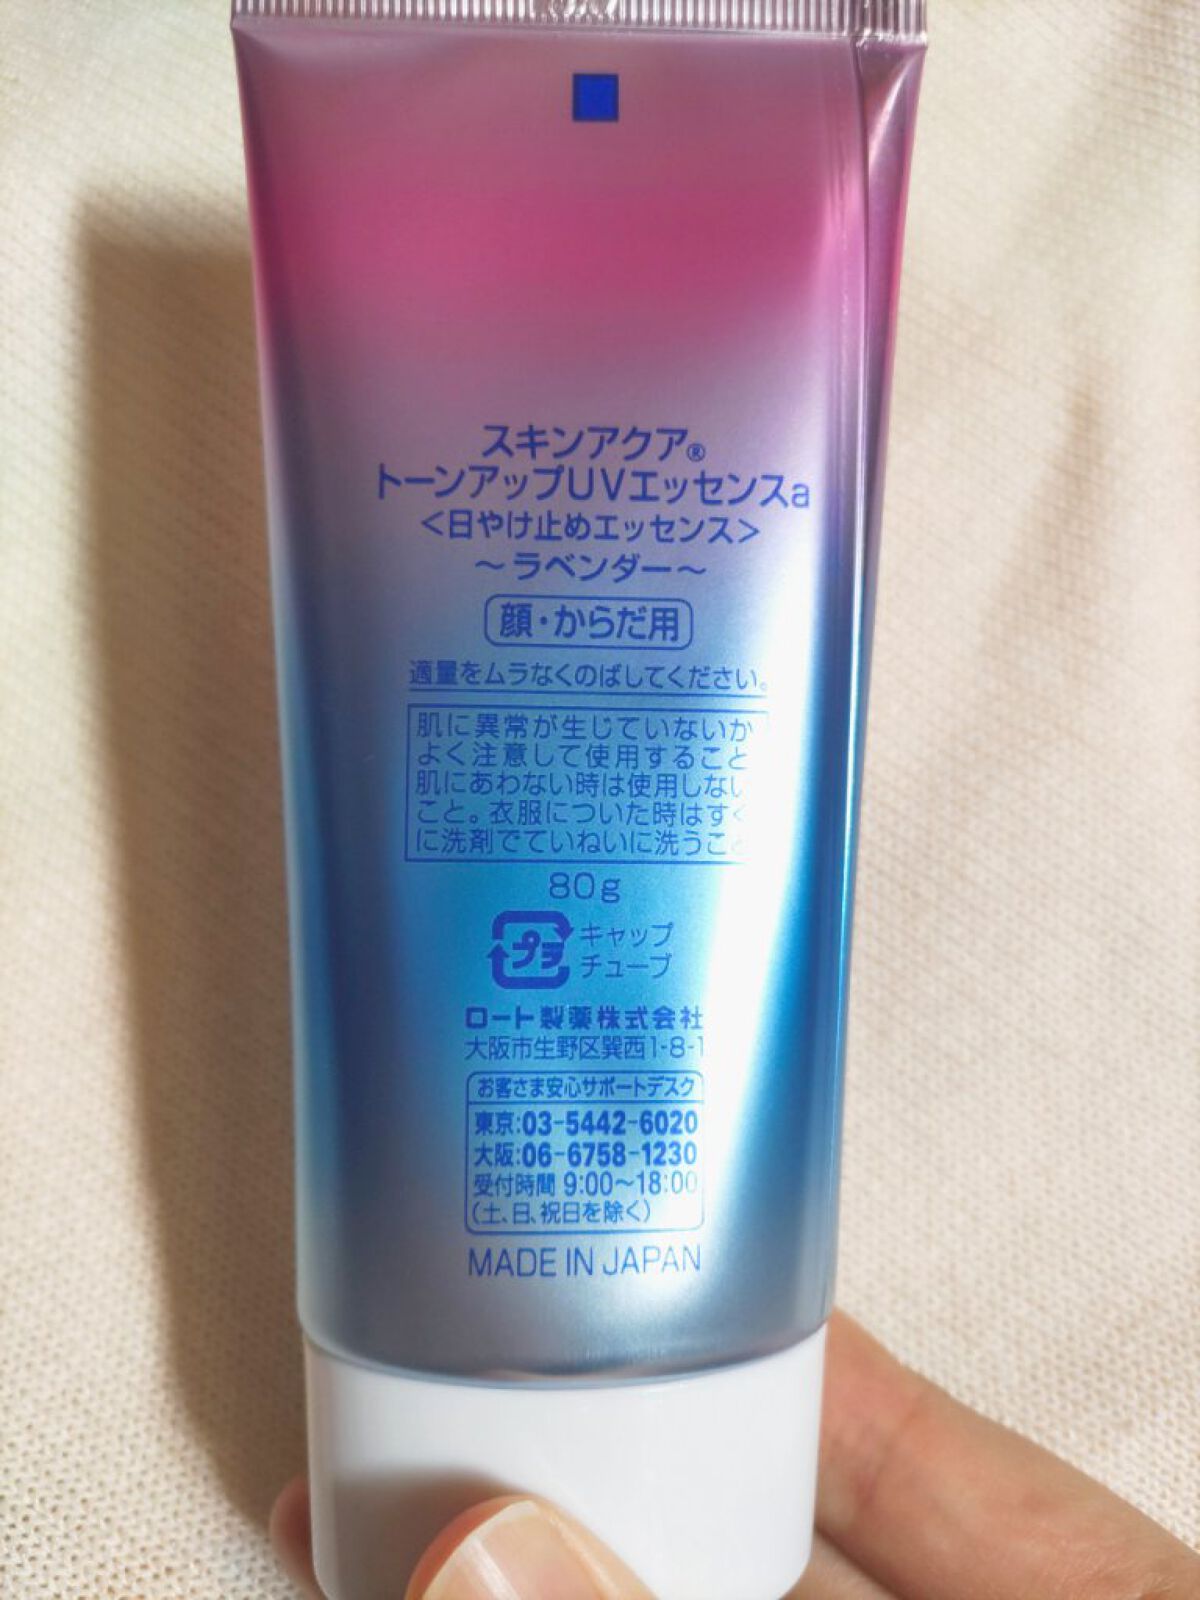 スキンアクア®
トーンアップUVエッセンスa
<日やけ止めエッセンス>
～ラベンダー～
顔・からだ用
適量をムラなくのばしてください。
肌に異常が生じていないか
よく注意して使用すること
肌にあわない時は使用しない
こと。衣服についた時はすぐ
に洗剤でていねいに洗うこと
80g
プラ
キャップ
チューブ
ロート製薬株式会社
大阪市生野区巽西1-8-1
お客さま安心サポートデスク
東京:03-5442-6020
大阪:06-6758-1230
受付時間 9:00～18:00
(土、日、祝日を除く)
MADE IN JAPAN